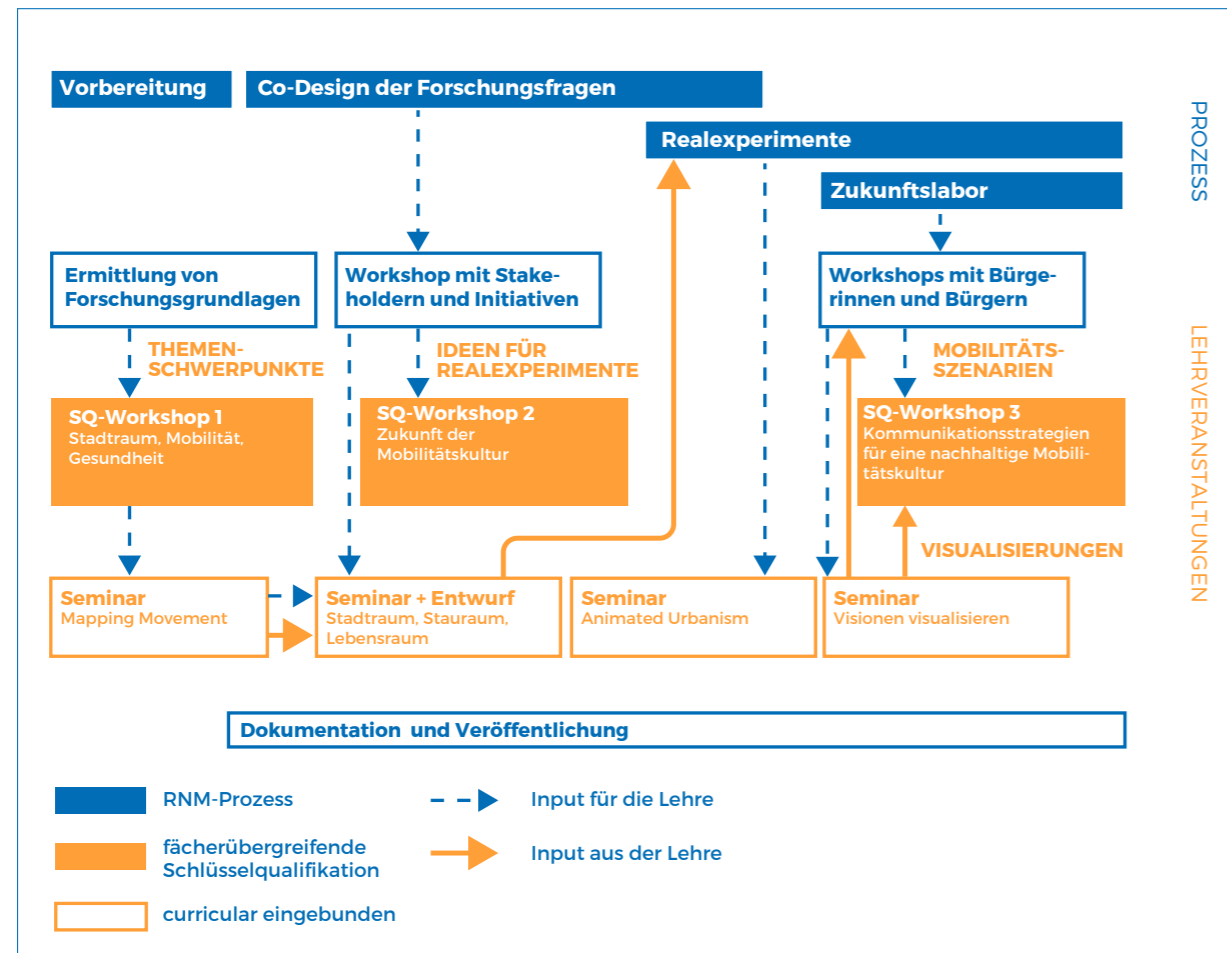 Vorbereitung
Co-Design der Forschungsfragen
Realexperimente
Zukunftslabor
PROZESS
Ermittlung von
Forschungsgrundlagen
Workshop mit Stake-
holdern und Initiativen
Workshops mit Bürge-
rinnen und Bürgern
THEMEN-
SCHWERPUNKTE
IDEEN FÜR
REALEXPERIMENTE
MOBILITÄTS-
SZENARIEN
SQ-Workshop 1
Stadtraum, Mobilität,
Gesundheit
SQ-Workshop 2
Zukunft der
Mobilitätskultur
SQ-Workshop 3
Kommunikationsstrategien
für eine nachhaltige Mobili-
tätskultur
LEHRVERANSTALTUNGEN
VISUALISIERUNGEN
Seminar
Mapping Movement
Seminar + Entwurf
Stadtraum, Stauraum,
Lebensraum
Seminar
Animated Urbanism
Seminar
Visionen visualisieren
Dokumentation und Veröffentlichung
RNM-Prozess
fächerübergreifende
Schlüsselqualifikation
curricular eingebunden
Input für die Lehre
Input aus der Lehre